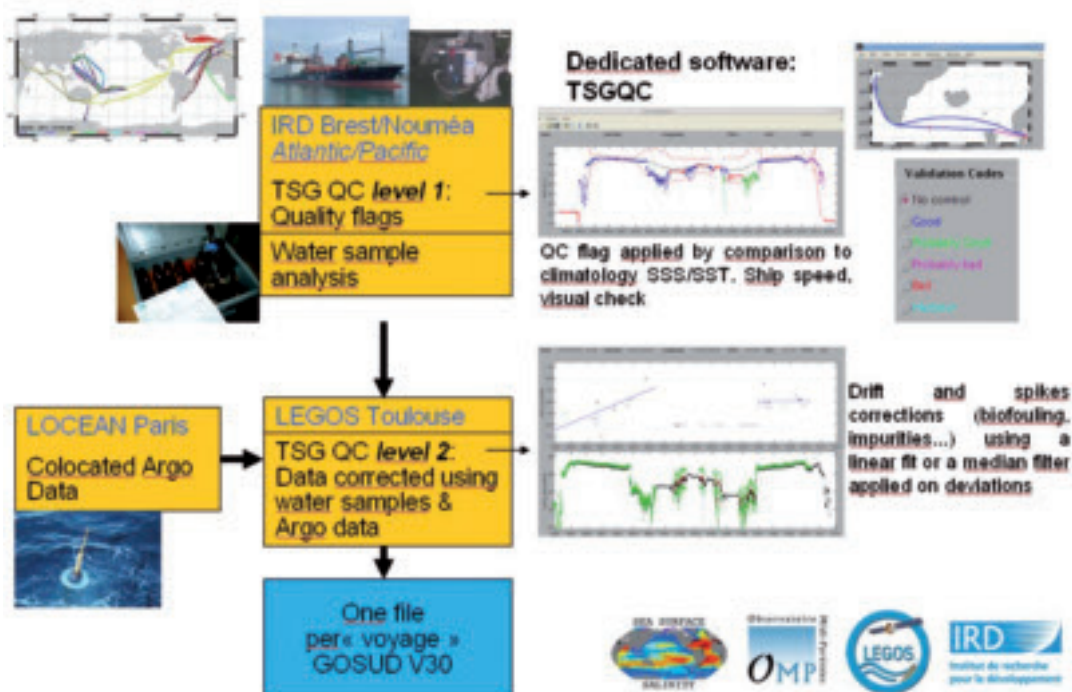 Dedicated software:
TSGQC
IRD Brest/Nouméa
Atlantic/Pacific
TSG QC level 1:
Quality flags
Water sample
analysis
QC flag applied by comparison to
climatology SSS/SST. Ship speed.
visual check
Validation Codes
No control
Good
Probably Good
Probably bad
Bad
LOCEAN Paris
Colocated Argo
Data
LEGOS Toulouse
TSG QC level 2:
Data corrected using
water samples &
Argo data
Drift and spikes
corrections (biofouling,
impurities...) using a
linear fit or a median filter
applied on deviations
One file
per« voyage »
GOSUD V30
SEA SURFACE
SALINITY
Observatoire
Midi-Pyrénées
OMP
LEGOS
IRD
Institut de recherche
pour le développement